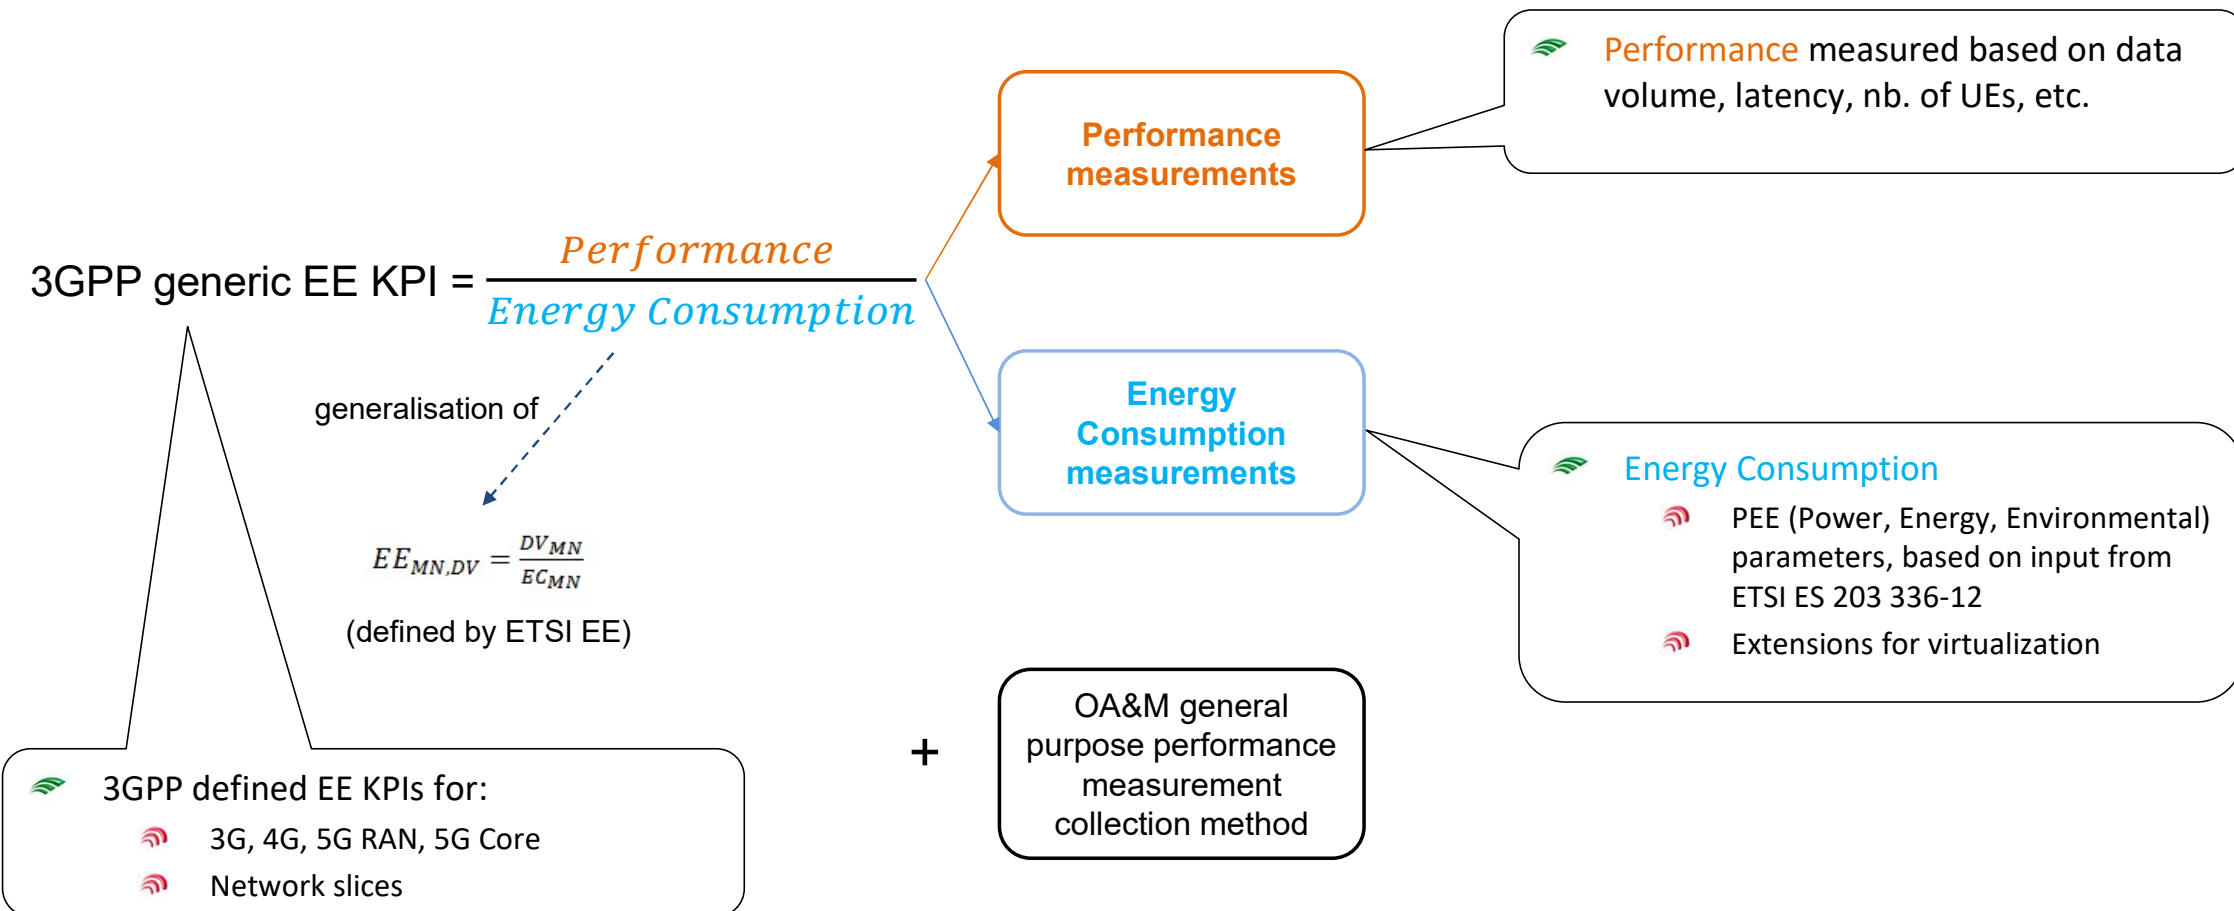 Performance measured based on data
volume, latency, nb. of UEs, etc.
Performance
measurements
3GPP generic EE KPI = Performance / Energy Consumption
generalisation of
Energy
Consumption
measurements
Energy Consumption
PEE (Power, Energy, Environmental)
parameters, based on input from
ETSI ES 203 336-12
Extensions for virtualization
EE_{MN,DV} = DV_{MN} / EC_{MN}
(defined by ETSI EE)
+
OA&M general
purpose performance
measurement
collection method
3GPP defined EE KPIs for:
3G, 4G, 5G RAN, 5G Core
Network slices